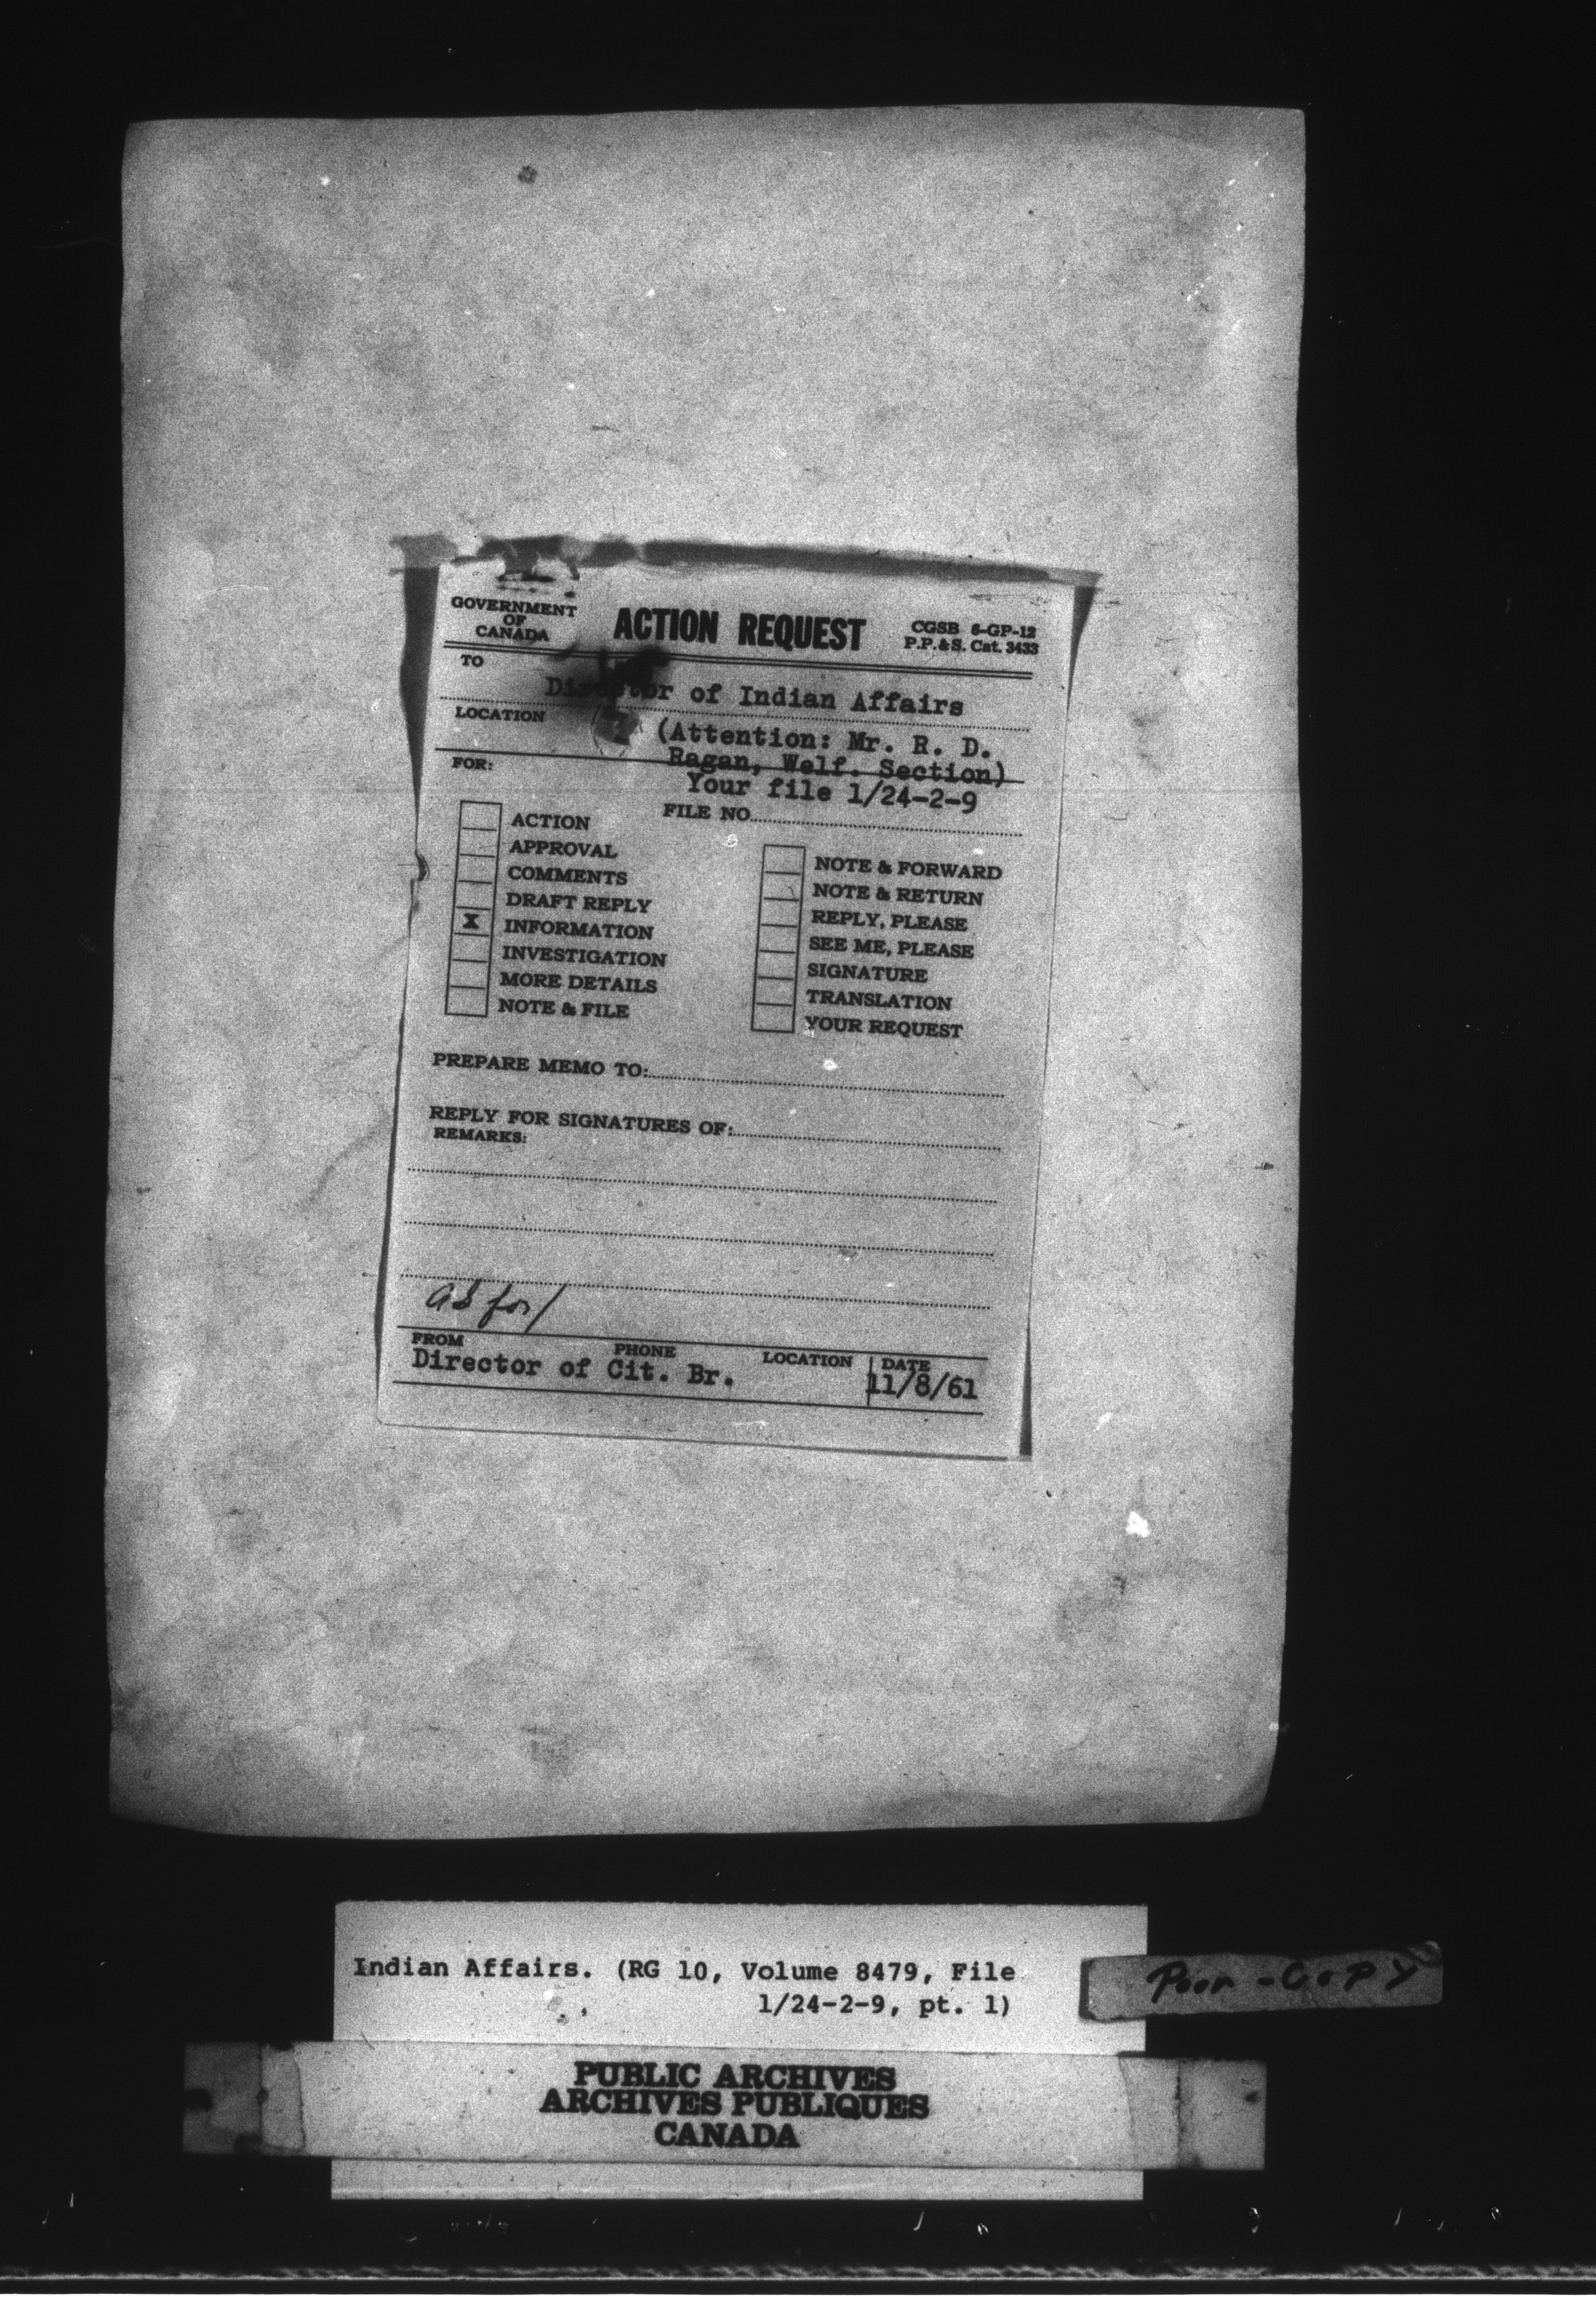 GOVERNMENT
OF
CANADA
ACTION REQUEST
CGSB 6-GP-12
P.P.&S. Cat. 3433
TO
Director of Indian Affairs
LOCATION
(Attention: Mr. R. D.
Ragan, Welf. Section)
FOR:
Your file 1/24-2-9
FILE NO
ACTION
APPROVAL
COMMENTS
DRAFT REPLY
X INFORMATION
INVESTIGATION
MORE DETAILS
NOTE & FILE
NOTE & FORWARD
NOTE & RETURN
REPLY, PLEASE
SEE ME, PLEASE
SIGNATURE
TRANSLATION
YOUR REQUEST
PREPARE MEMO TO:
REPLY FOR SIGNATURES OF:
REMARKS:
for/
FROM PHONE LOCATION DATE
Director of Cit. Br. 11/8/61
Indian Affairs. (RG 10, Volume 8479, File
1/24-2-9, pt. 1)
Poor-COPY
PUBLIC ARCHIVES
ARCHIVES PUBLIQUES
CANADA